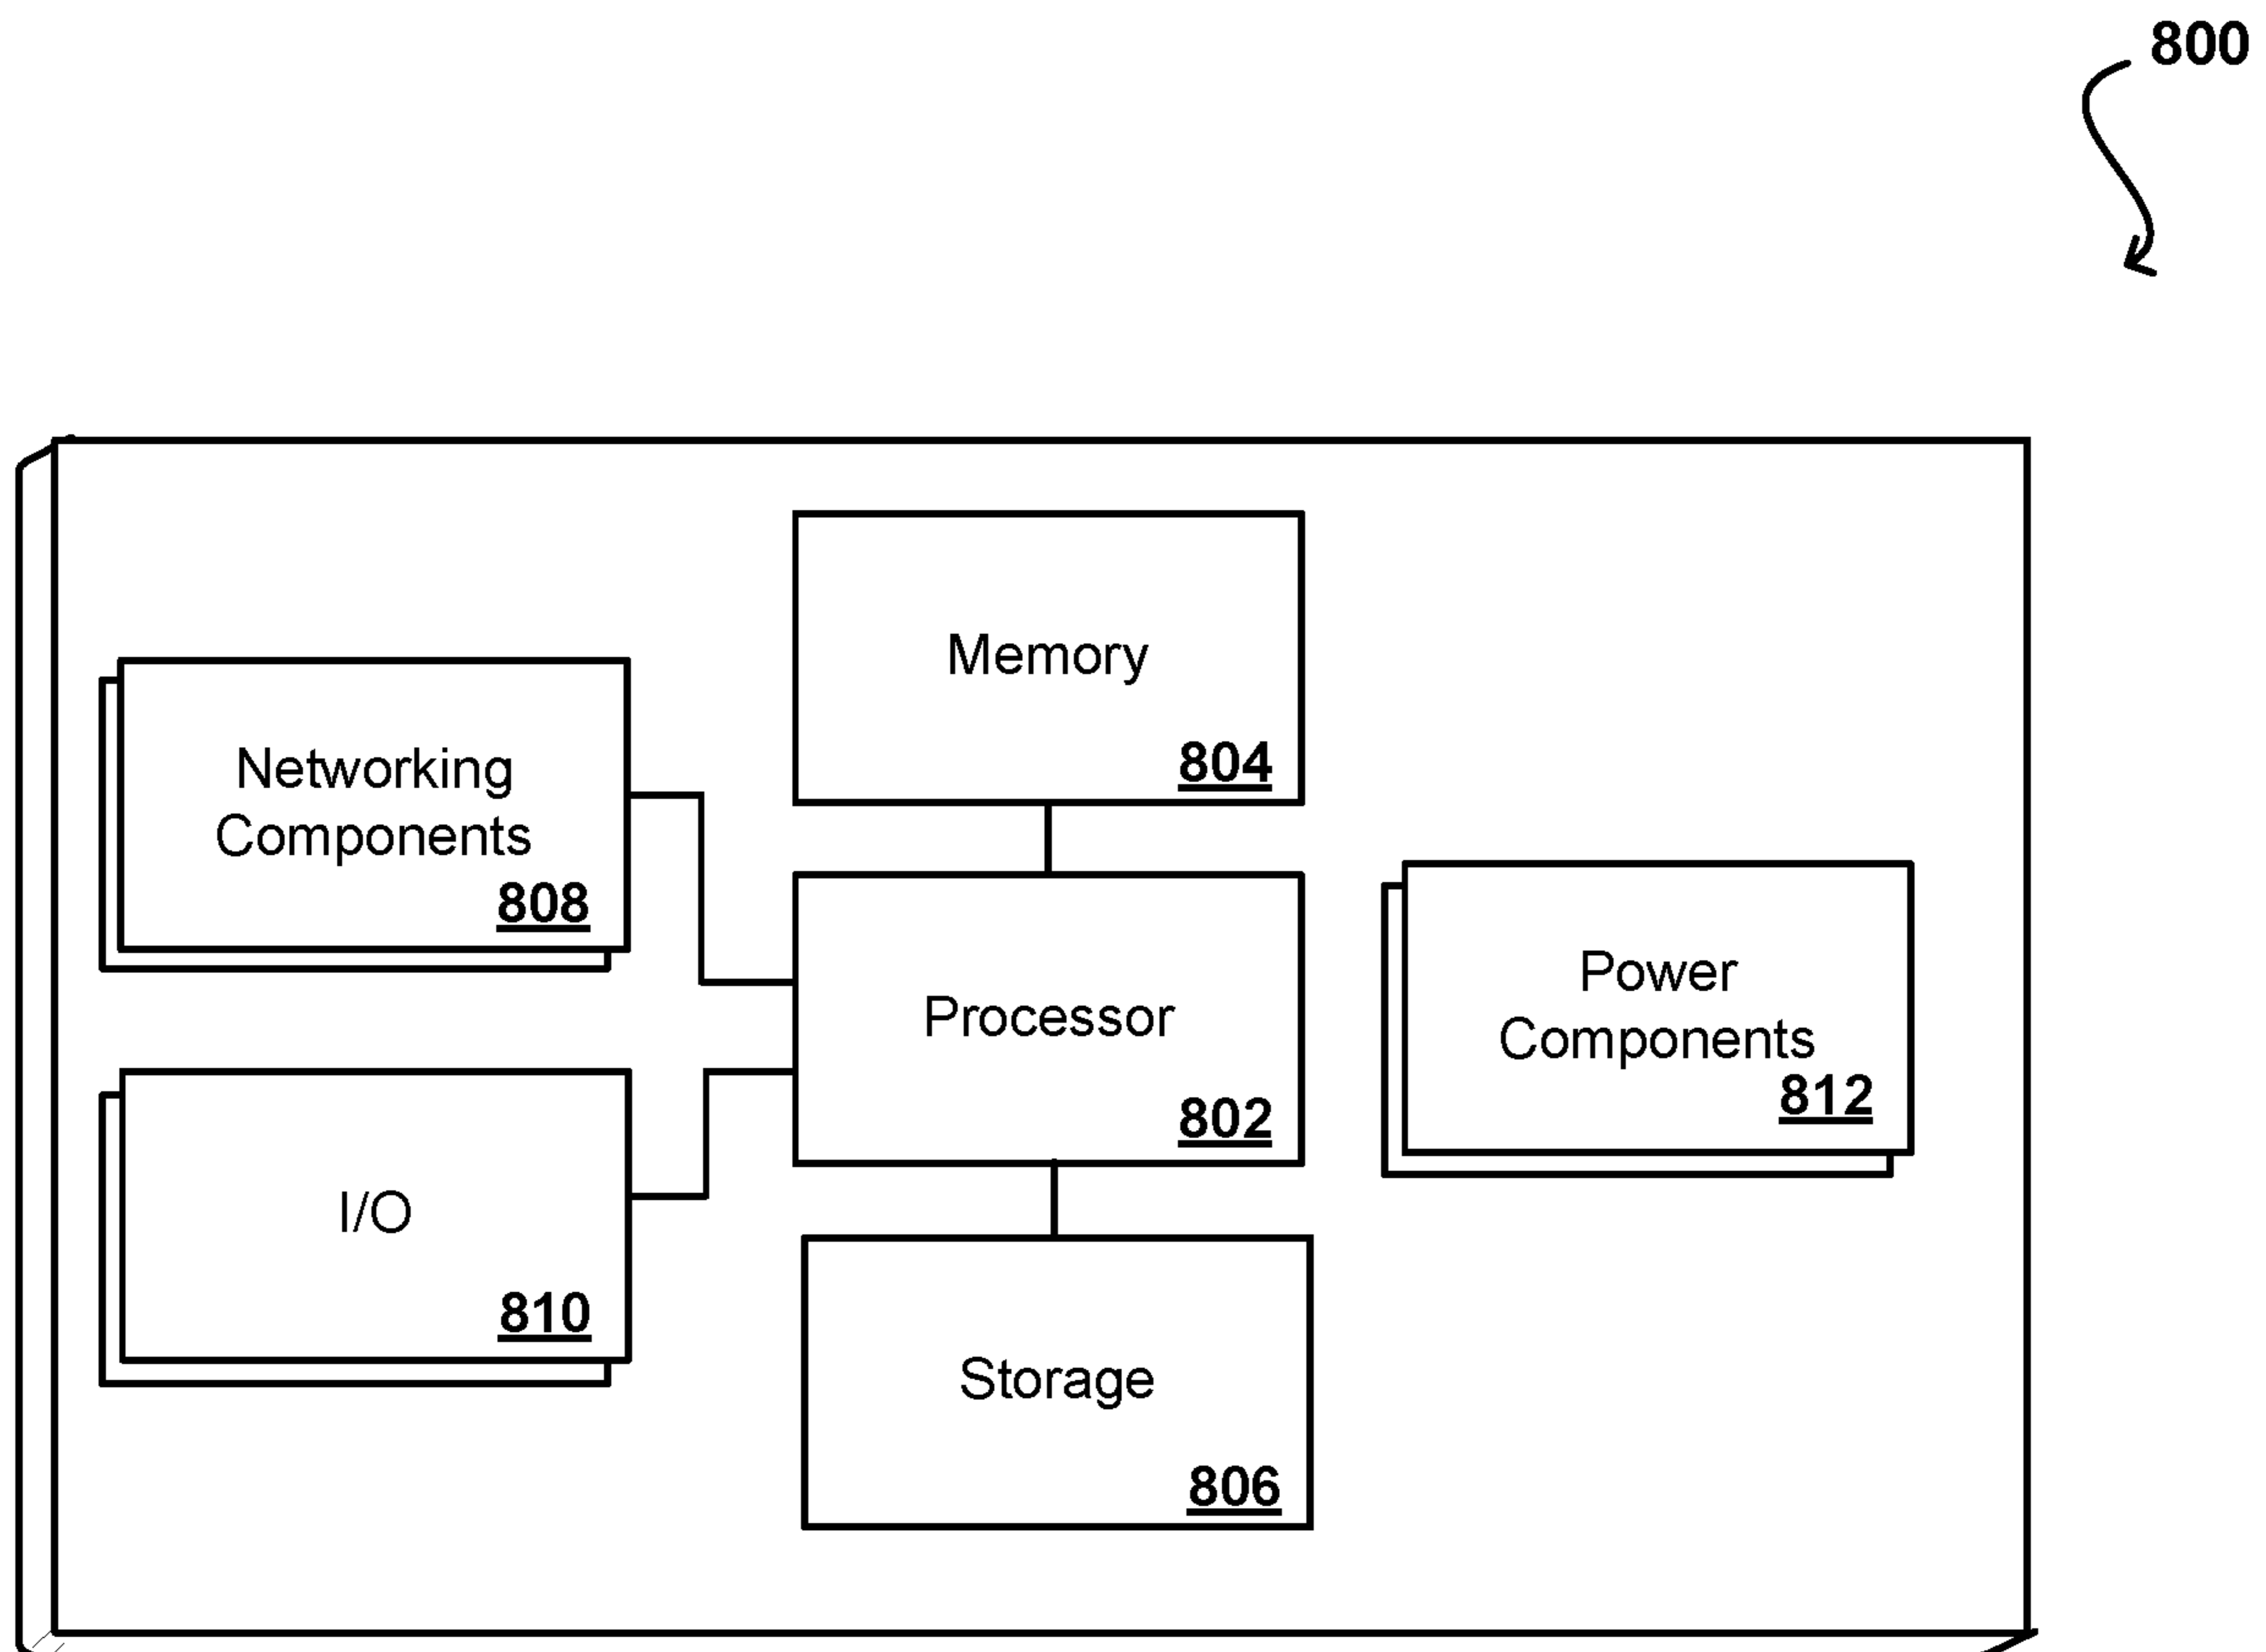 800
Memory
804
Networking
Components
808
Processor
802
Power
Components
812
I/O
810
Storage
806